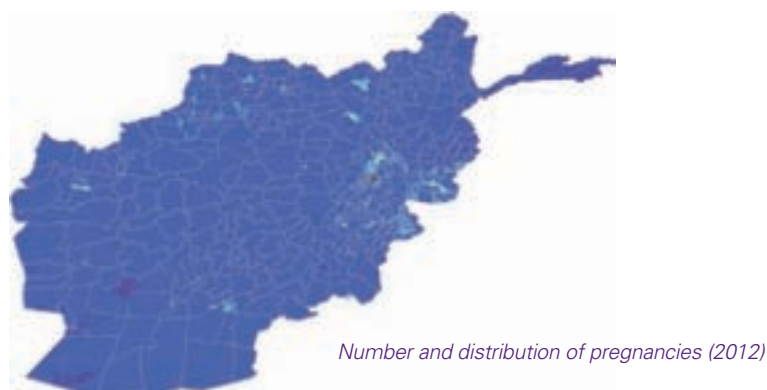 Number and distribution of pregnancies (2012)